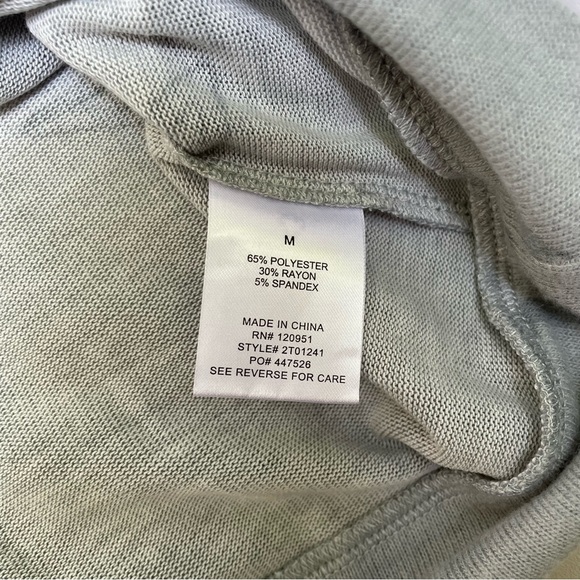 M
65% POLYESTER
30% RAYON
5% SPANDEX
MADE IN CHINA
RN# 120951
STYLE# 2T01241
PO# 447526
SEE REVERSE FOR CARE